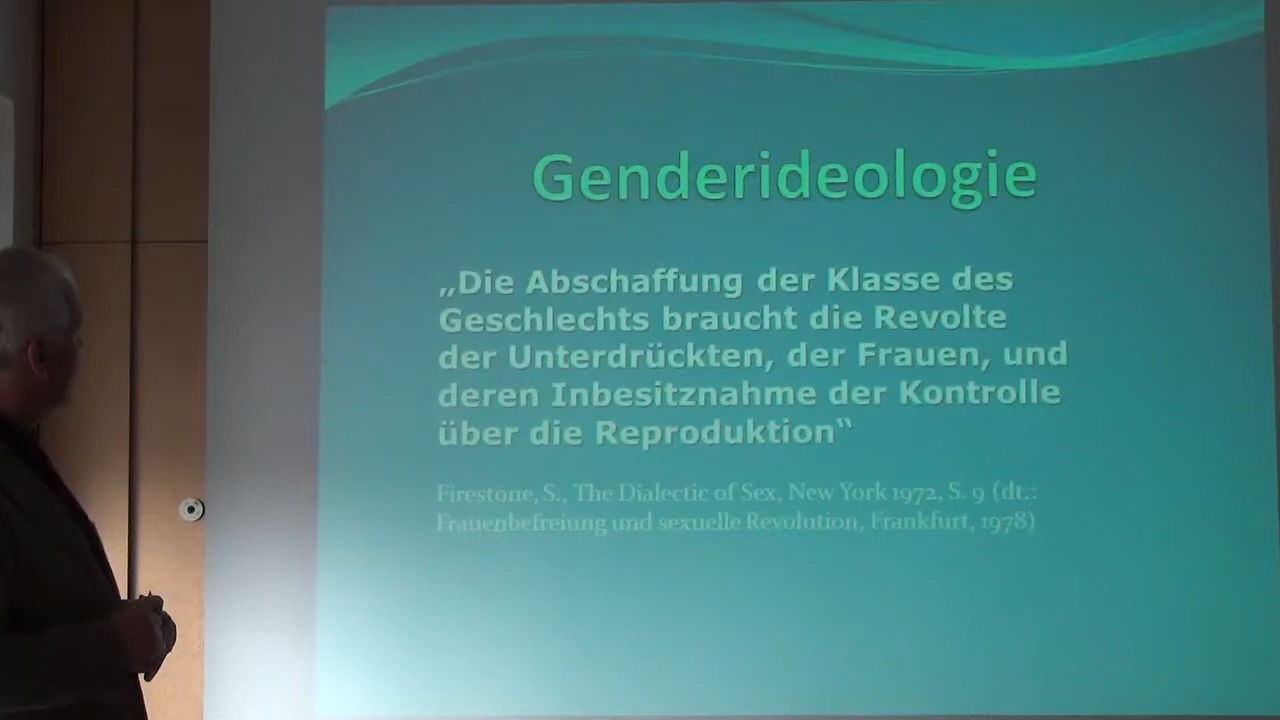 Genderideologie
„Die Abschaffung der Klasse des
Geschlechts braucht die Revolte
der Unterdrückten, der Frauen, und
deren Inbesitznahme der Kontrolle
über die Reproduktion“
Firestone, S., The Dialectic of Sex, New York 1972, S. 9 (dt.:
Frauenbefreiung und sexuelle Revolution, Frankfurt, 1978)